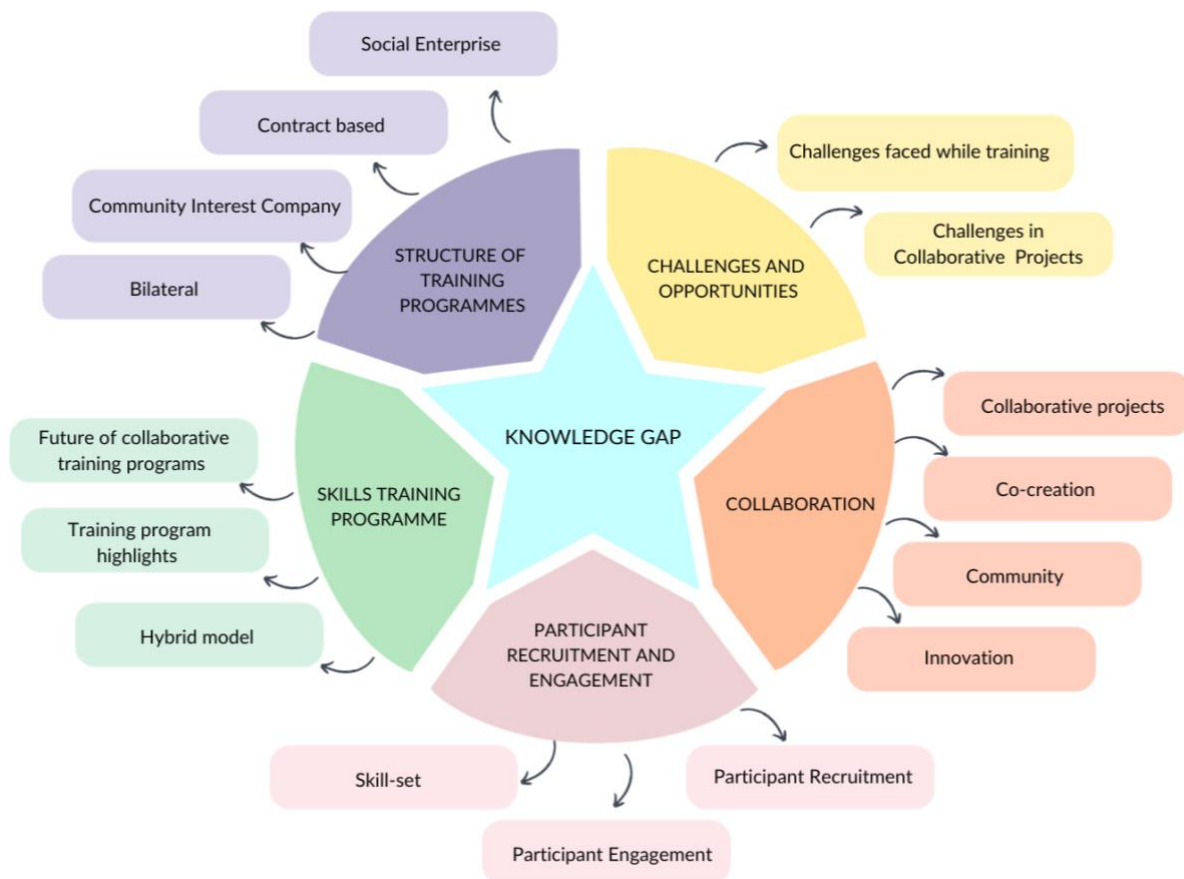 Social Enterprise
Contract based
Community Interest Company
Bilateral
STRUCTURE OF
TRAINING
PROGRAMMES
Challenges faced while training
Challenges in
Collaborative Projects
CHALLENGES AND
OPPORTUNITIES
KNOWLEDGE GAP
Collaborative projects
Co-creation
Community
Innovation
COLLABORATION
Future of collaborative
training programs
Training program
highlights
Hybrid model
SKILLS TRAINING
PROGRAMME
PARTICIPANT
RECRUITMENT AND
ENGAGEMENT
Skill-set
Participant Engagement
Participant Recruitment